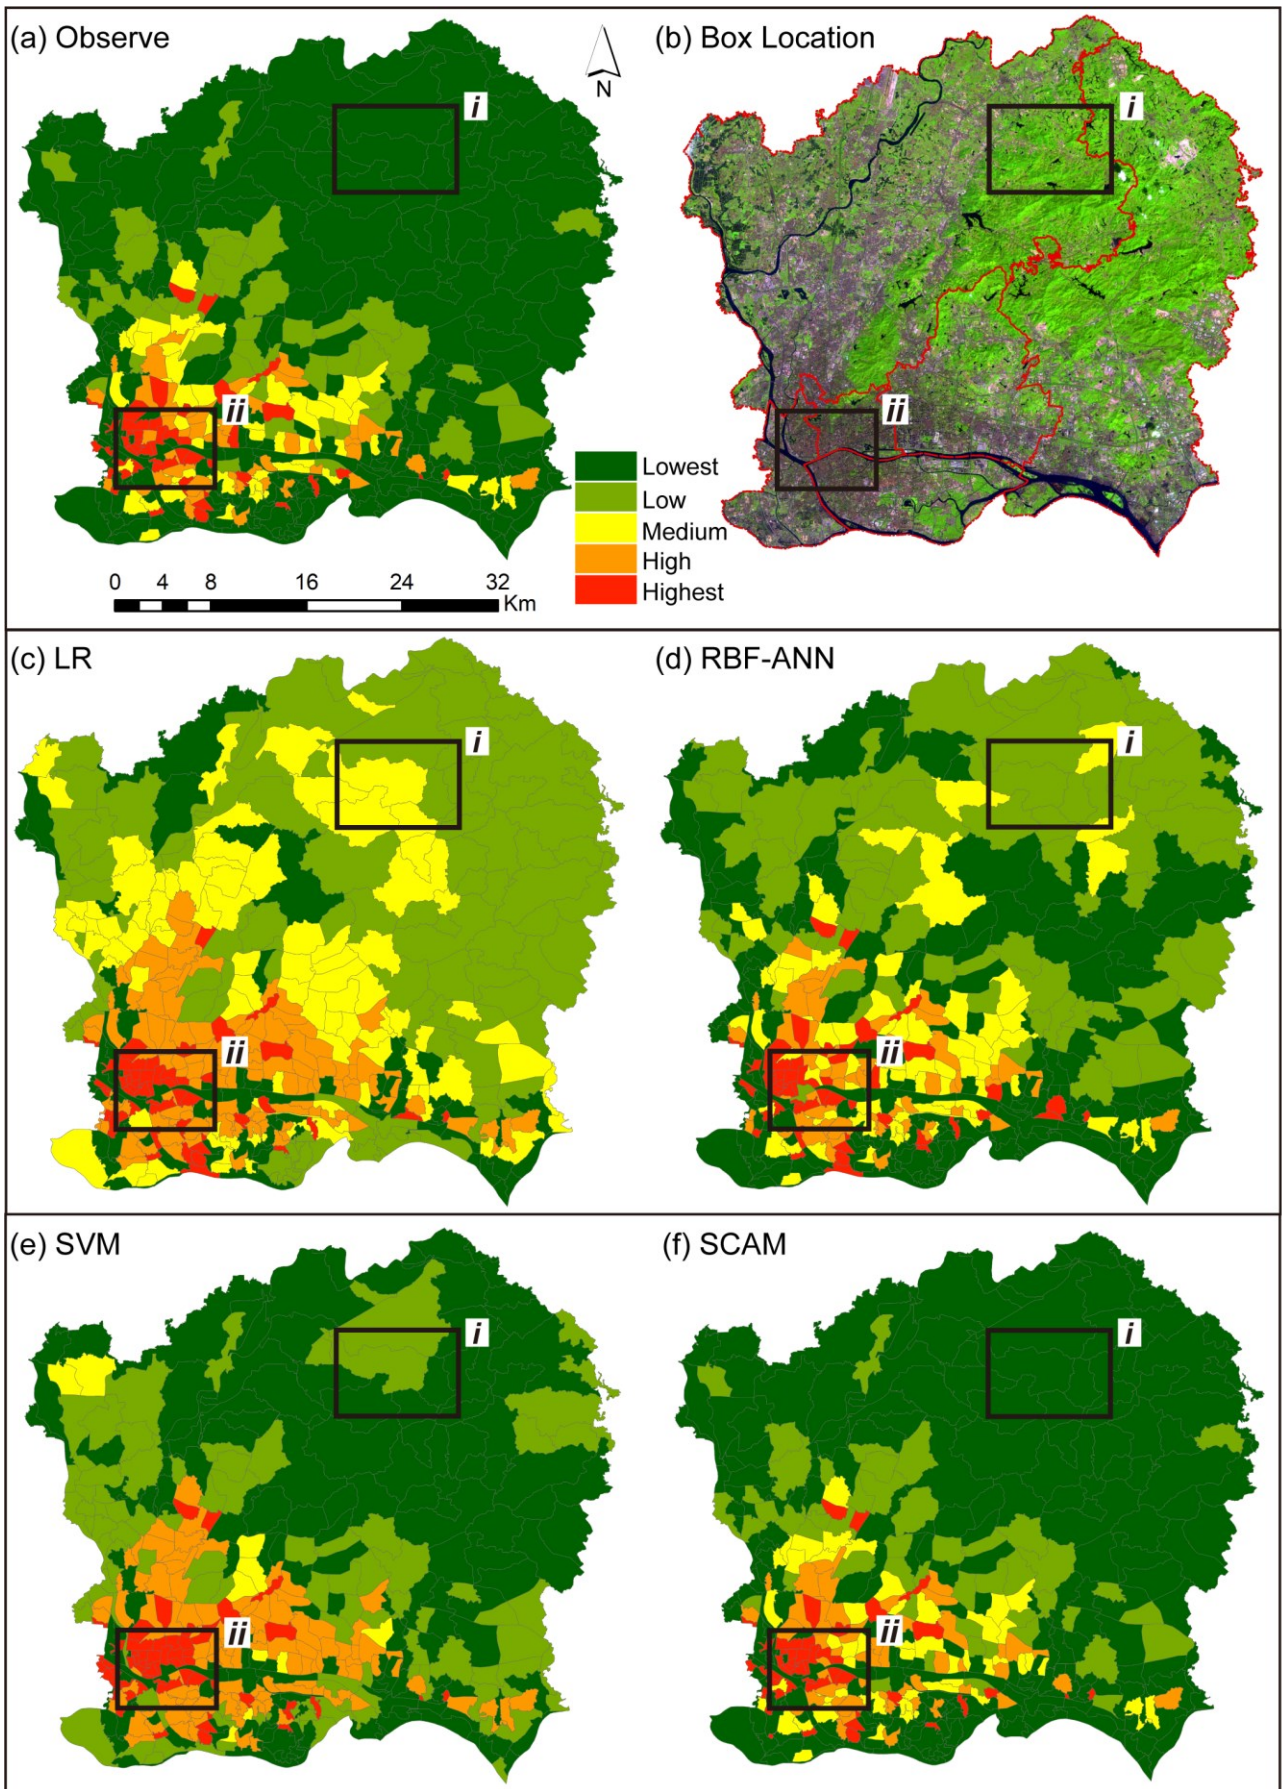 (a) Observe
N
(b) Box Location
i
i
ii
ii
Lowest
Low
Medium
High
Highest
0 4 8 16 24 32
Km
(c) LR
(d) RBF-ANN
i
i
ii
ii
(e) SVM
(f) SCAM
i
i
ii
ii